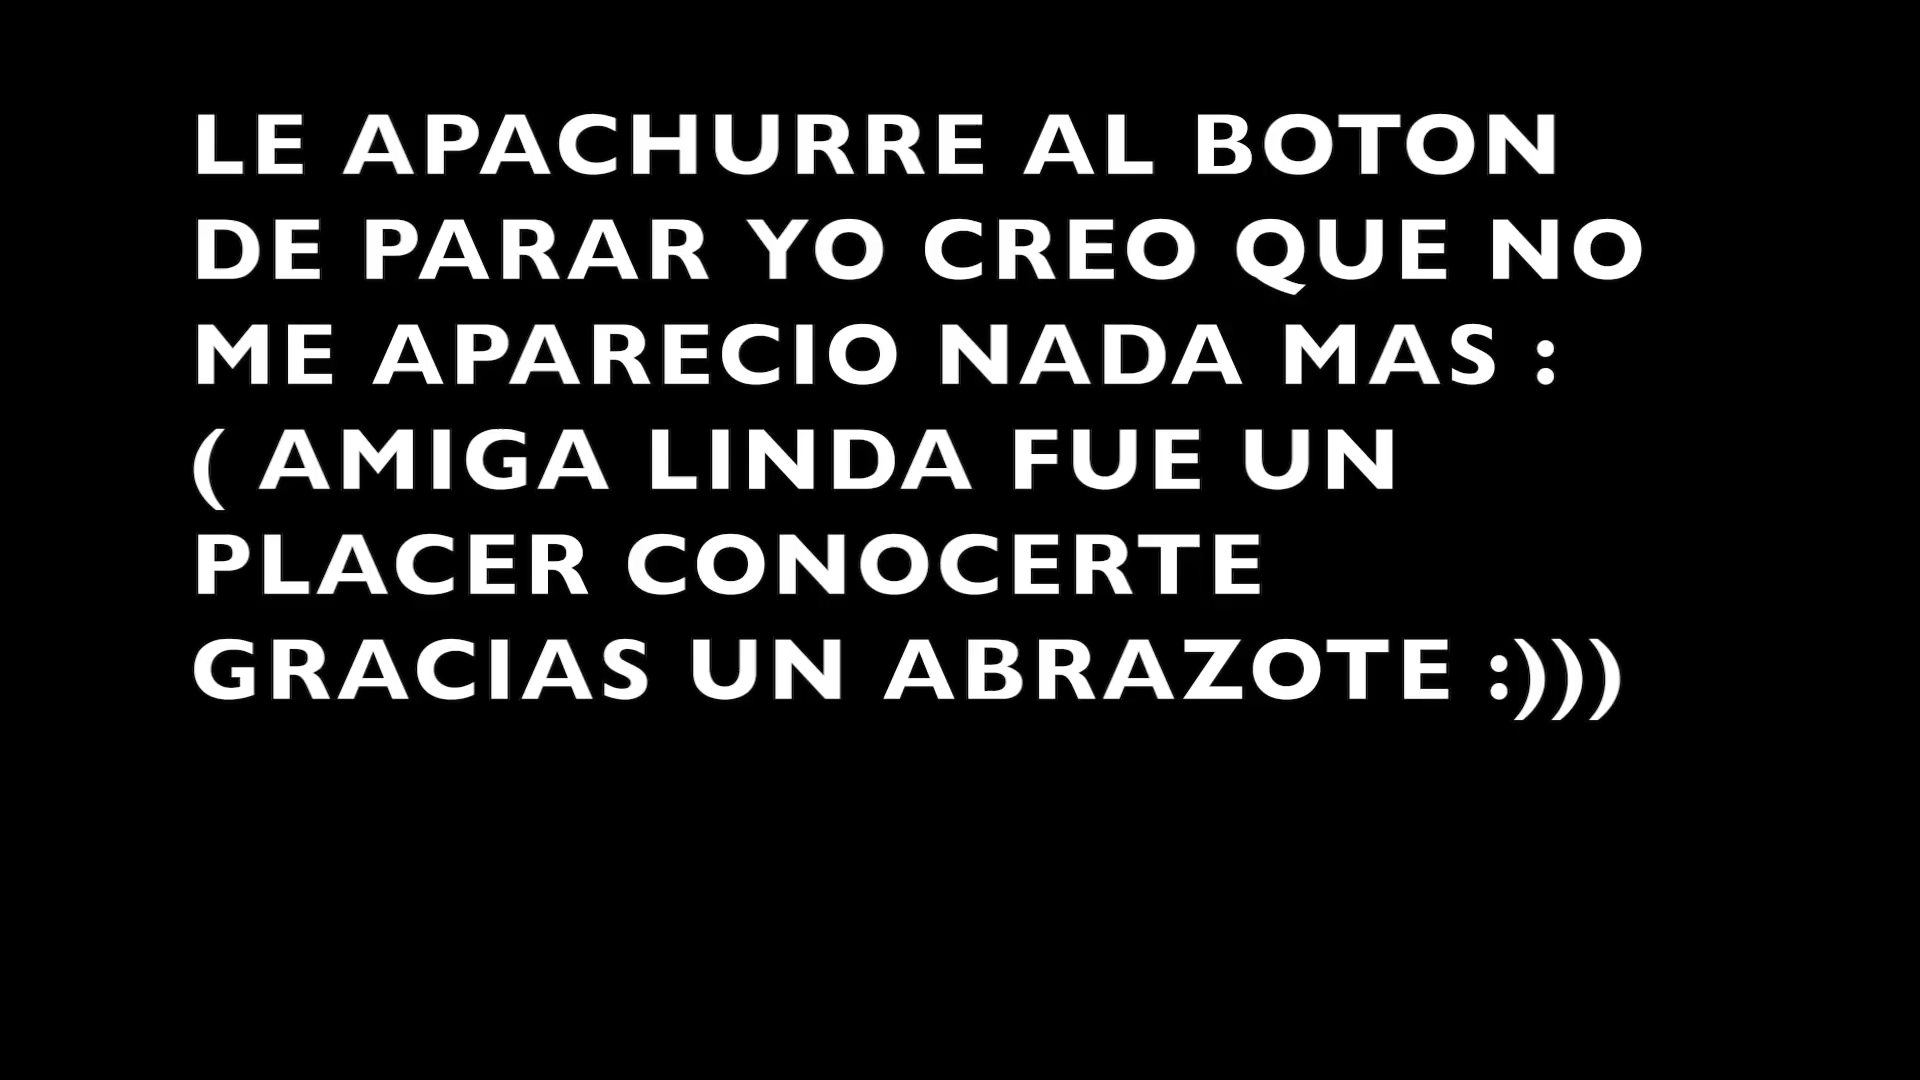 LE APACHURRE AL BOTON
DE PARAR YO CREO QUE NO
ME APARECIO NADA MAS :
( AMIGA LINDA FUE UN
PLACER CONOCERTE
GRACIAS UN ABRAZOTE :)))